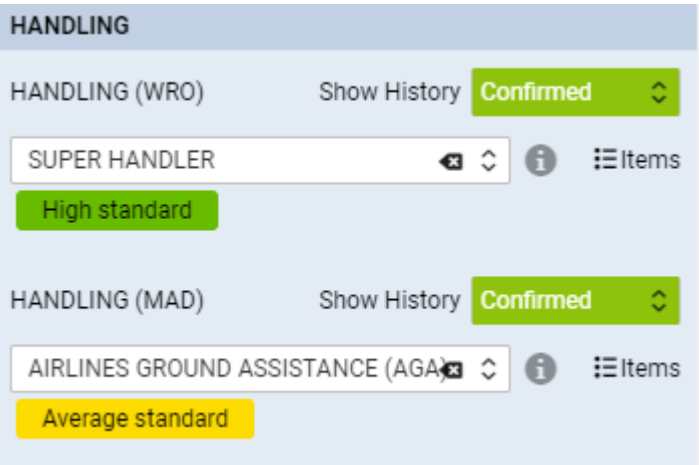 HANDLING
HANDLING (WRO) Show History Confirmed
SUPER HANDLER Items
High standard
HANDLING (MAD) Show History Confirmed
AIRLINES GROUND ASSISTANCE (AGA) Items
Average standard